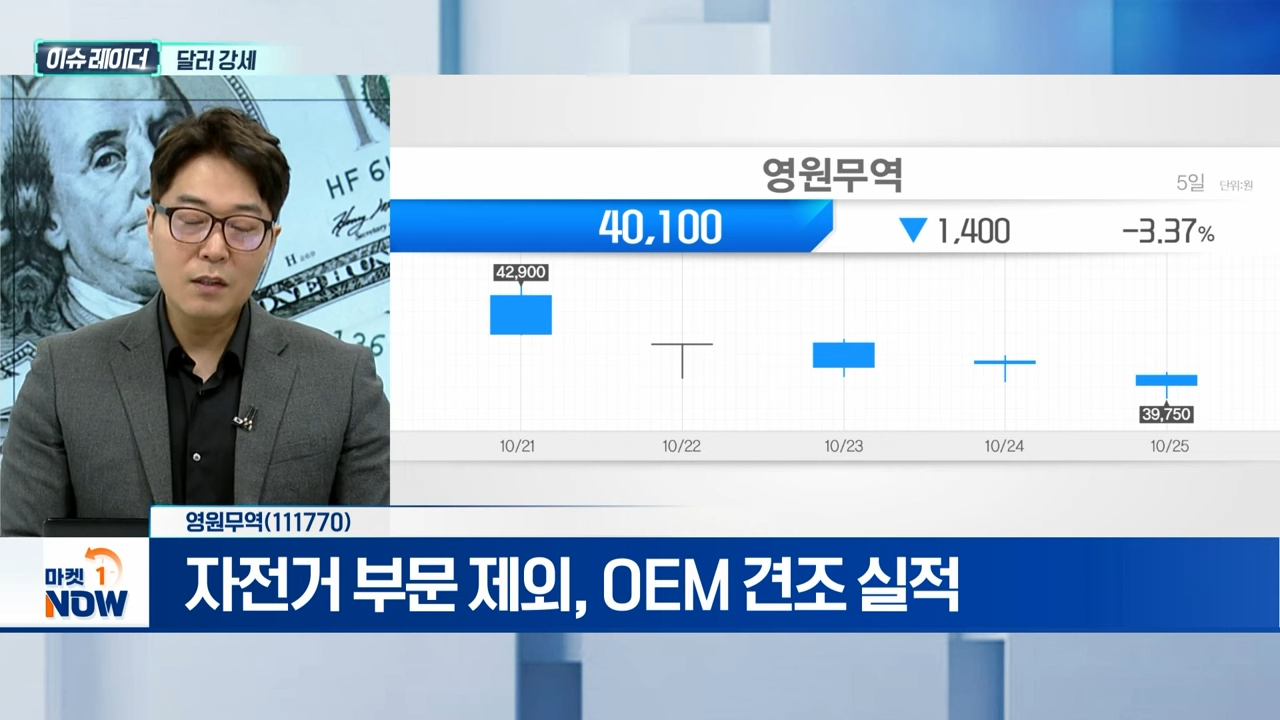 이슈 레이더 달러 강세
HF 6
영원무역
5일 단위:원
40,100 ▼ 1,400 -3.37%
42,900
39,750
10/21 10/22 10/23 10/24 10/25
영원무역(111770)
마켓 1
NOW
자전거 부문 제외, OEM 견조 실적